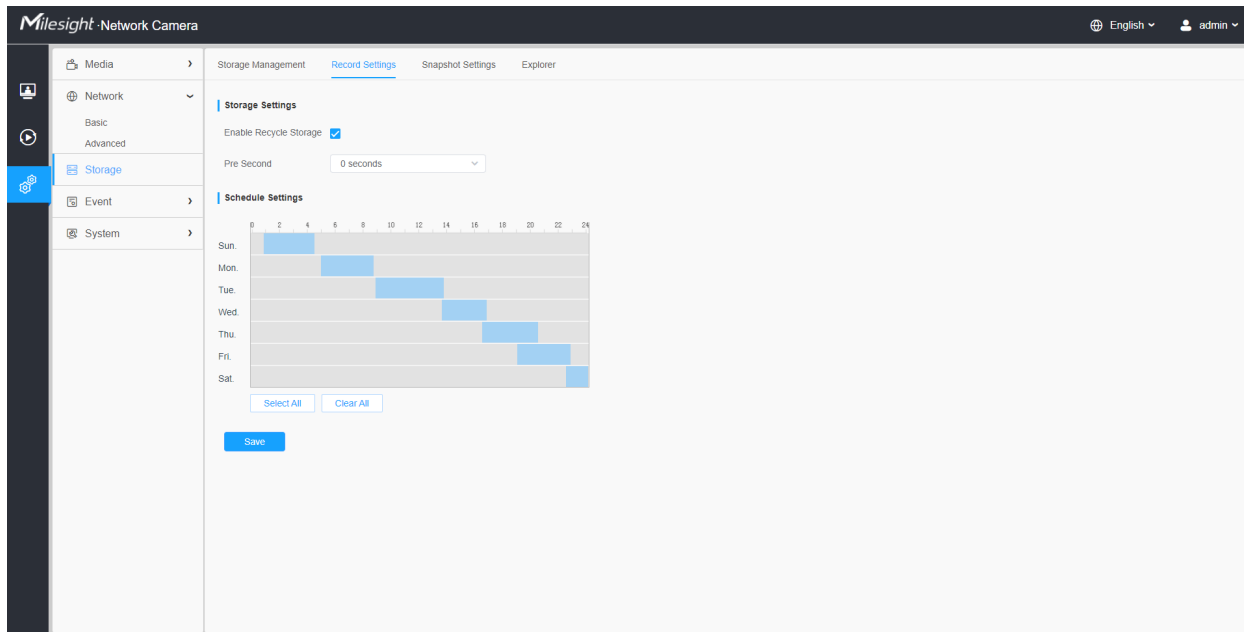 Milesight · Network Camera English admin
Media
Network
Basic
Advanced
Storage
Event
System
Storage Management Record Settings Snapshot Settings Explorer
Storage Settings
Enable Recycle Storage
Pre Second 0 seconds
Schedule Settings
0 2 4 6 8 10 12 14 16 18 20 22 24
Sun.
Mon.
Tue.
Wed.
Thu.
Fri.
Sat.
Select All Clear All
Save